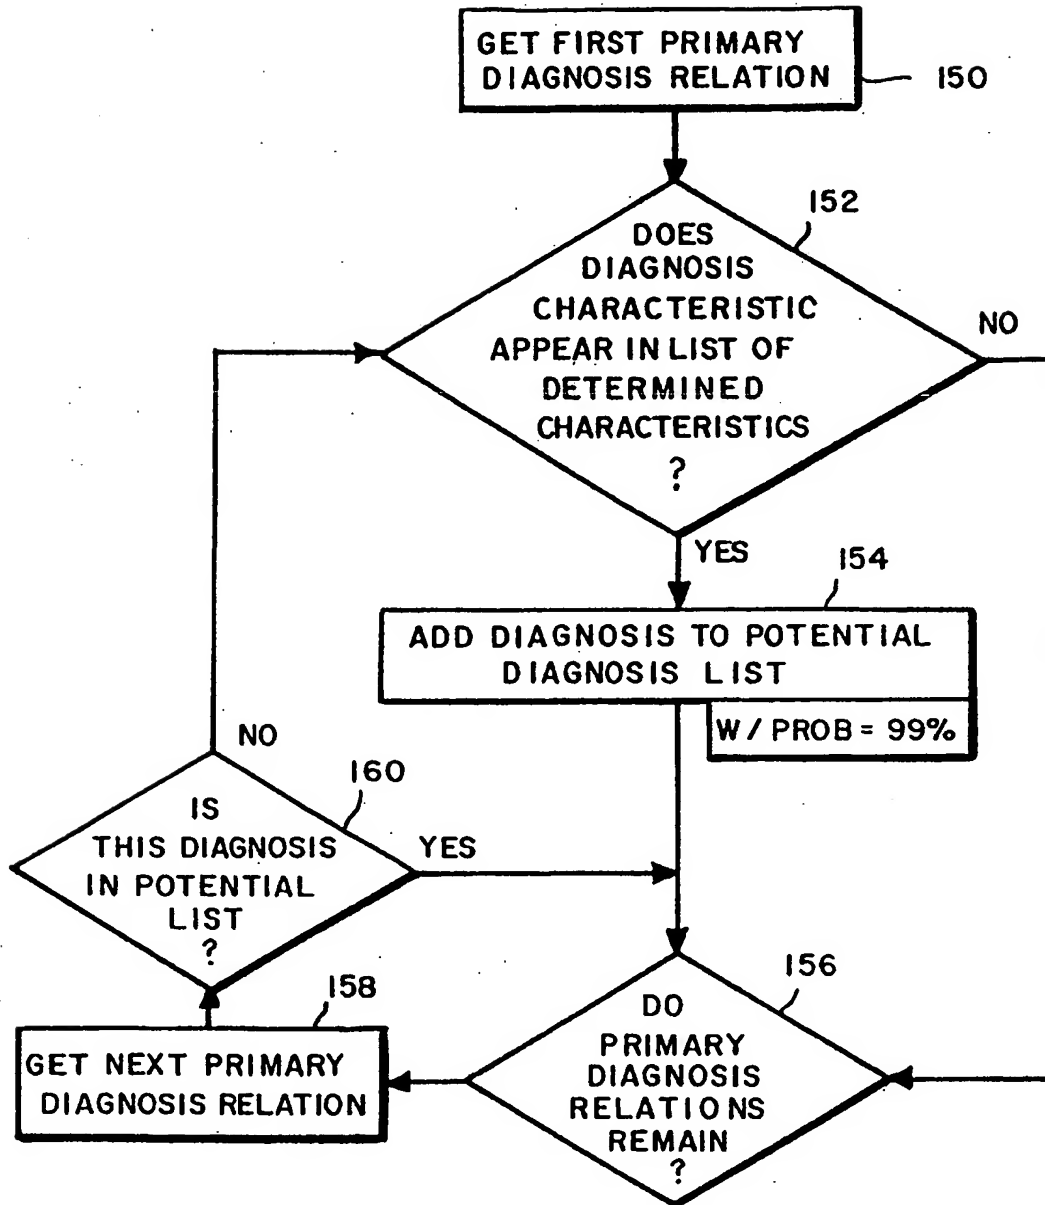 GET FIRST PRIMARY
DIAGNOSIS RELATION
150
152
DOES
DIAGNOSIS
CHARACTERISTIC
APPEAR IN LIST OF
DETERMINED
CHARACTERISTICS
?
NO
YES
154
ADD DIAGNOSIS TO POTENTIAL
DIAGNOSIS LIST
W / PROB = 99%
NO
160
IS
THIS DIAGNOSIS
IN POTENTIAL
LIST
?
YES
158
GET NEXT PRIMARY
DIAGNOSIS RELATION
156
DO
PRIMARY
DIAGNOSIS
RELATIONS
REMAIN
?